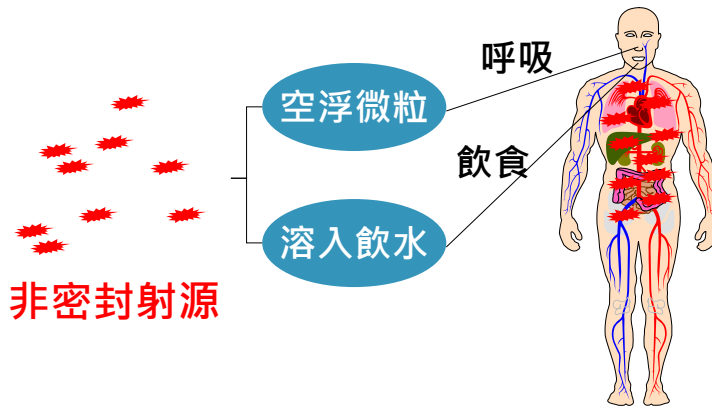 呼吸
空浮微粒
飲食
溶入飲水
非密封射源